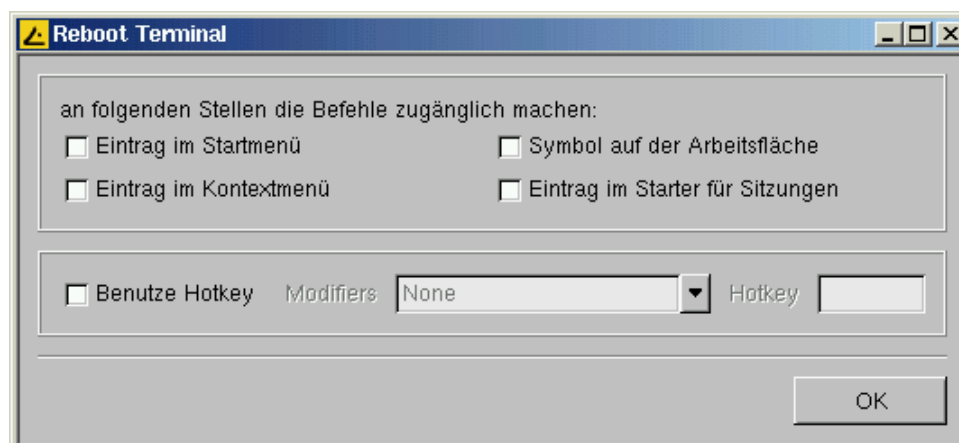 Reboot Terminal
an folgenden Stellen die Befehle zugänglich machen:
Eintrag im Startmenü Symbol auf der Arbeitsfläche
Eintrag im Kontextmenü Eintrag im Starter für Sitzungen
Benutze Hotkey Modifiers None Hotkey
OK